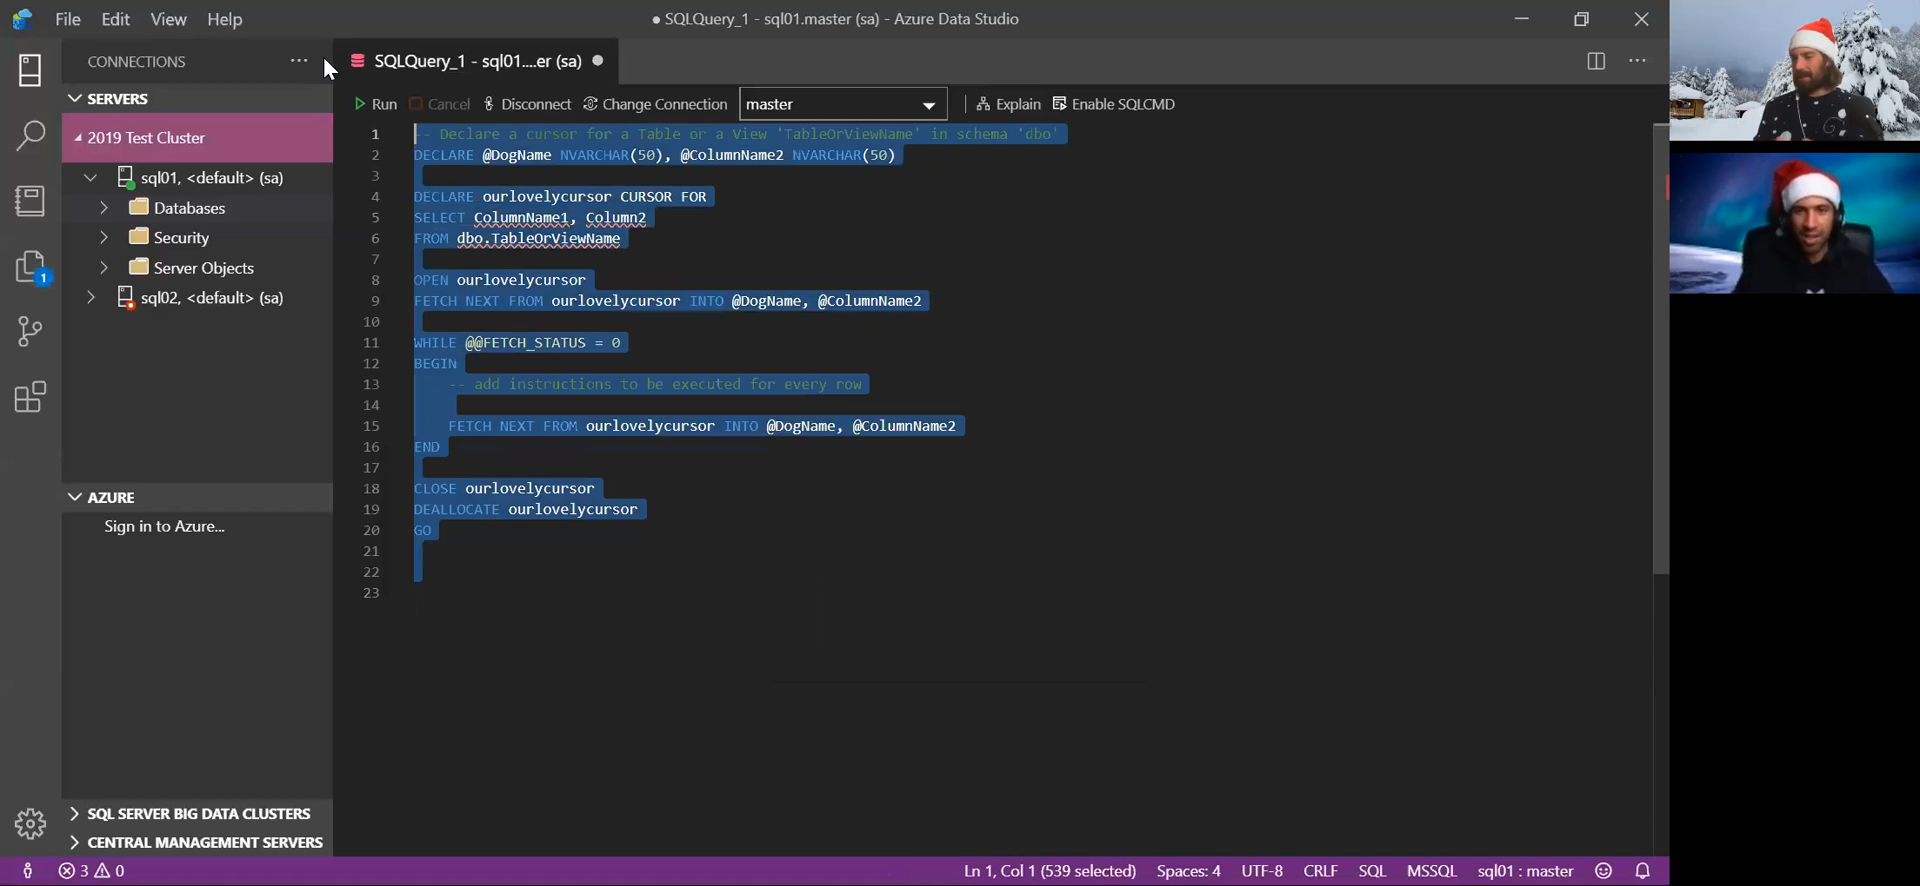 File Edit View Help
● SQLQuery_1 - sql01.master (sa) - Azure Data Studio
CONNECTIONS ···
SQLQuery_1 - sql01....er (sa) ●
SERVERS
2019 Test Cluster
sql01, <default> (sa)
Databases
Security
Server Objects
sql02, <default> (sa)
1
AZURE
Sign in to Azure...
SQL SERVER BIG DATA CLUSTERS
CENTRAL MANAGEMENT SERVERS
Run Cancel Disconnect Change Connection master Explain Enable SQLCMD
1 -- Declare a cursor for a Table or a View 'TableOrViewName' in schema 'dbo'
2 DECLARE @DogName NVARCHAR(50), @ColumnName2 NVARCHAR(50)
3
4 DECLARE ourlovelycursor CURSOR FOR
5 SELECT ColumnName1, Column2
6 FROM dbo.TableOrViewName
7
8 OPEN ourlovelycursor
9 FETCH NEXT FROM ourlovelycursor INTO @DogName, @ColumnName2
10
11 WHILE @@FETCH_STATUS = 0
12 BEGIN
13 -- add instructions to be executed for every row
14
15 FETCH NEXT FROM ourlovelycursor INTO @DogName, @ColumnName2
16 END
17
18 CLOSE ourlovelycursor
19 DEALLOCATE ourlovelycursor
20 GO
21
22
23
3 0 Ln 1, Col 1 (539 selected) Spaces: 4 UTF-8 CRLF SQL MSSQL sql01 : master